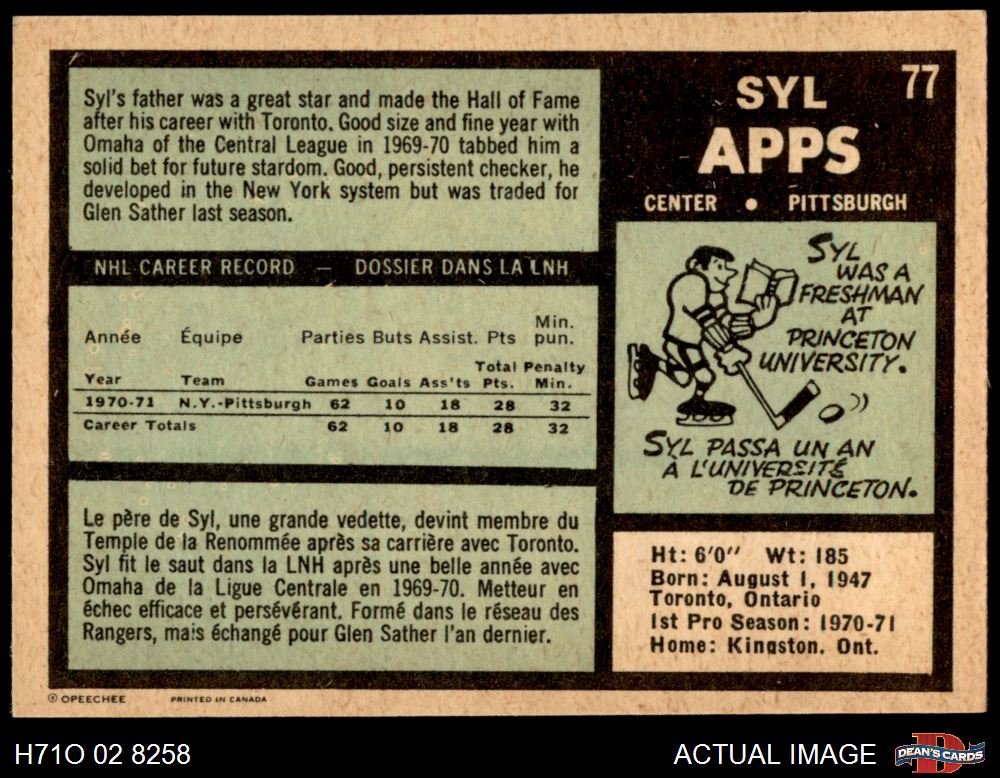 Syl's father was a great star and made the Hall of Fame
after his career with Toronto. Good size and fine year with
Omaha of the Central League in 1969-70 tabbed him a
solid bet for future stardom. Good, persistent checker, he
developed in the New York system but was traded for
Glen Sather last season.
NHL CAREER RECORD — DOSSIER DANS LA LNH
Année Équipe Parties Buts Assist. Pts Min. pun.
Year Team Games Goals Ass'ts Total Pts. Penalty Min.
1970-71 N.Y.-Pittsburgh 62 10 18 28 32
Career Totals 62 10 18 28 32
Le père de Syl, une grande vedette, devint membre du
Temple de la Renommée après sa carrière avec Toronto.
Syl fit le saut dans la LNH après une belle année avec
Omaha de la Ligue Centrale en 1969-70. Metteur en
échec efficace et persévérant. Formé dans le réseau des
Rangers, mais échangé pour Glen Sather l'an dernier.
77
SYL
APPS
CENTER • PITTSBURGH
SYL
WAS A
FRESHMAN
AT
PRINCETON
UNIVERSITY.
SYL PASSA UN AN
À L'UNIVERSITÉ
DE PRINCETON.
Ht: 6'0" Wt: 185
Born: August 1, 1947
Toronto, Ontario
1st Pro Season: 1970-71
Home: Kingston, Ont.
© OPEECHEE PRINTED IN CANADA
H71O 02 8258
ACTUAL IMAGE
DEAN'S CARDS